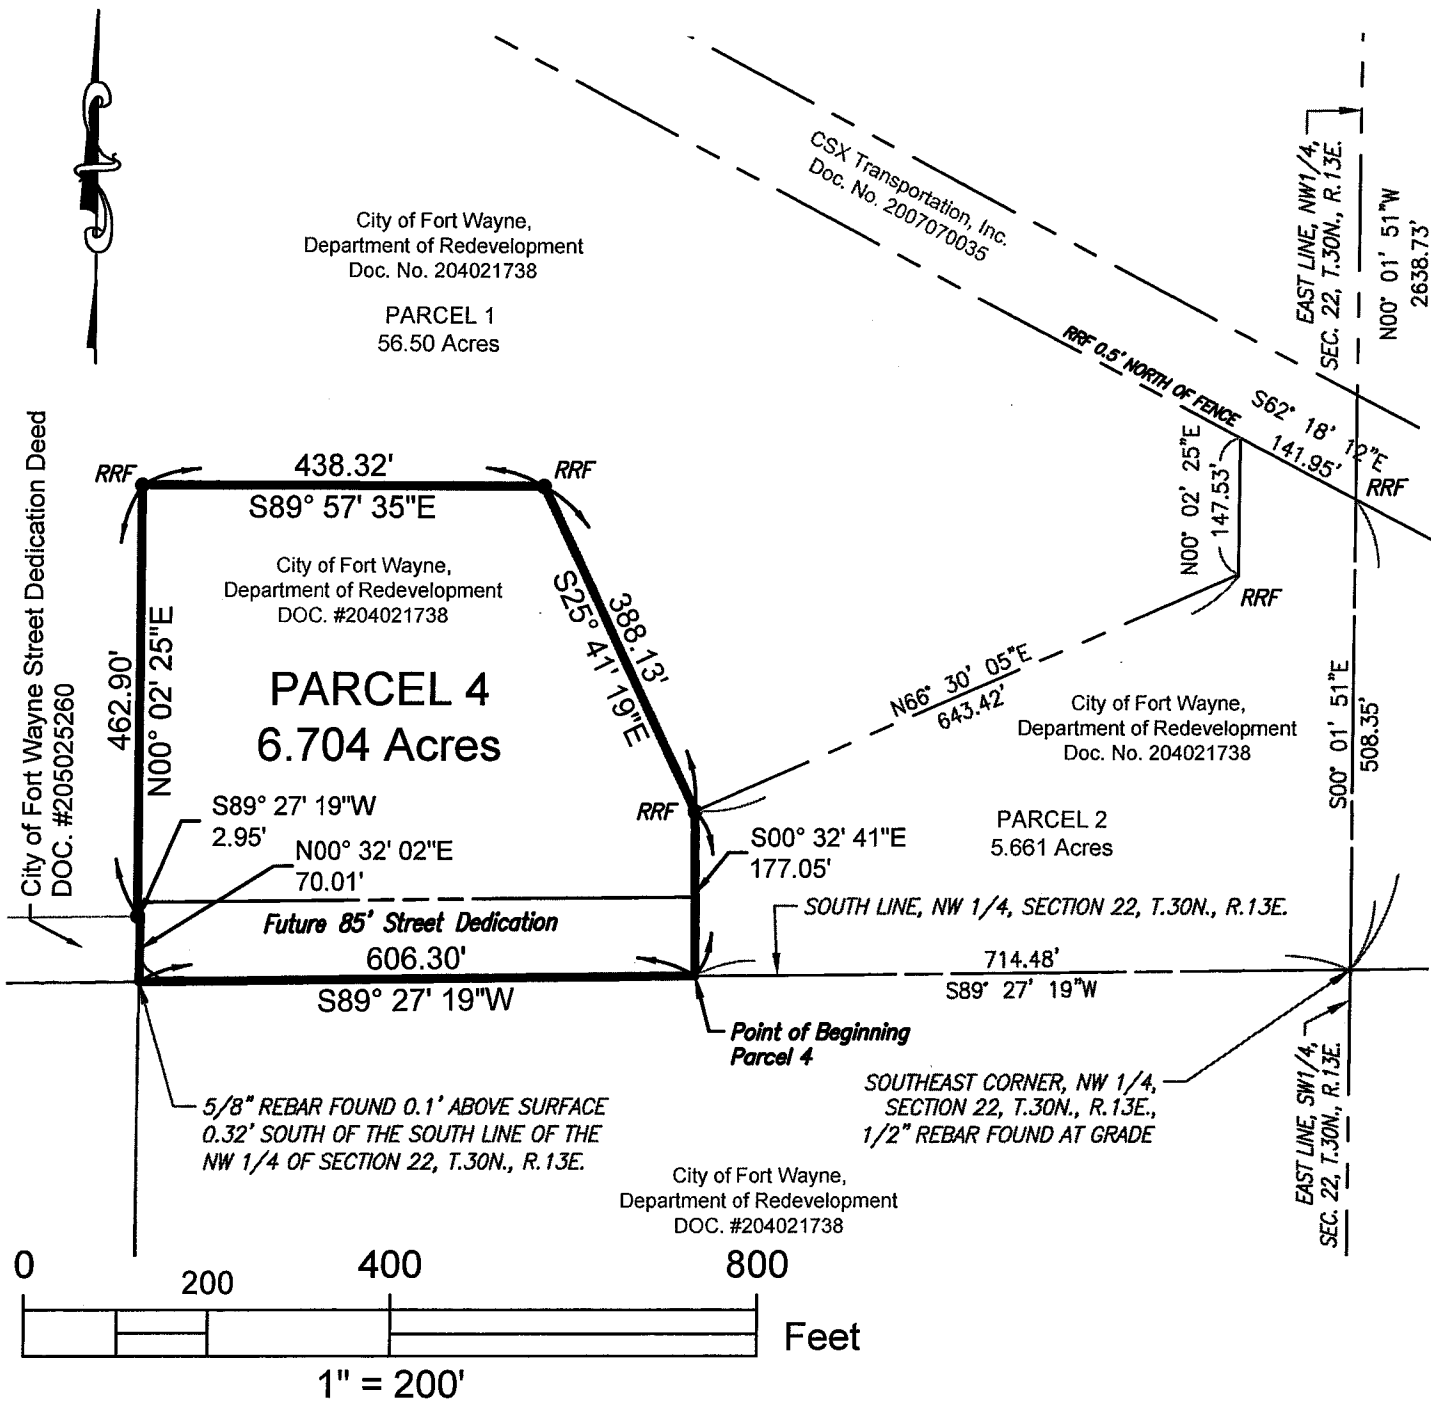 CSX Transportation, Inc.
Doc. No. 2007070035
EAST LINE, NW1/4,
SEC. 22, T.30N., R.13E.
N00° 01' 51"W
2638.73'
City of Fort Wayne,
Department of Redevelopment
Doc. No. 204021738
PARCEL 1
56.50 Acres
RRF 0.5' NORTH OF FENCE
S62° 18' 12"E
141.95'
RRF
N00° 02' 25"E
147.53'
RRF
City of Fort Wayne Street Dedication Deed
DOC. #205025260
RRF
438.32'
RRF
S89° 57' 35"E
City of Fort Wayne,
Department of Redevelopment
DOC. #204021738
388.13'
S25° 41' 19"E
462.90'
N00° 02' 25"E
PARCEL 4
6.704 Acres
N66° 30' 05"E
643.42'
City of Fort Wayne,
Department of Redevelopment
Doc. No. 204021738
S00° 01' 51"E
508.35'
S89° 27' 19"W
2.95'
RRF
PARCEL 2
5.661 Acres
N00° 32' 02"E
70.01'
S00° 32' 41"E
177.05'
Future 85' Street Dedication
SOUTH LINE, NW 1/4, SECTION 22, T.30N., R.13E.
606.30'
S89° 27' 19"W
714.48'
S89° 27' 19"W
Point of Beginning
Parcel 4
5/8" REBAR FOUND 0.1' ABOVE SURFACE
0.32' SOUTH OF THE SOUTH LINE OF THE
NW 1/4 OF SECTION 22, T.30N., R.13E.
SOUTHEAST CORNER, NW 1/4,
SECTION 22, T.30N., R.13E.,
1/2" REBAR FOUND AT GRADE
EAST LINE, SW1/4,
SEC. 22, T.30N., R.13E.
City of Fort Wayne,
Department of Redevelopment
DOC. #204021738
0
200
400
800
Feet
1" = 200'